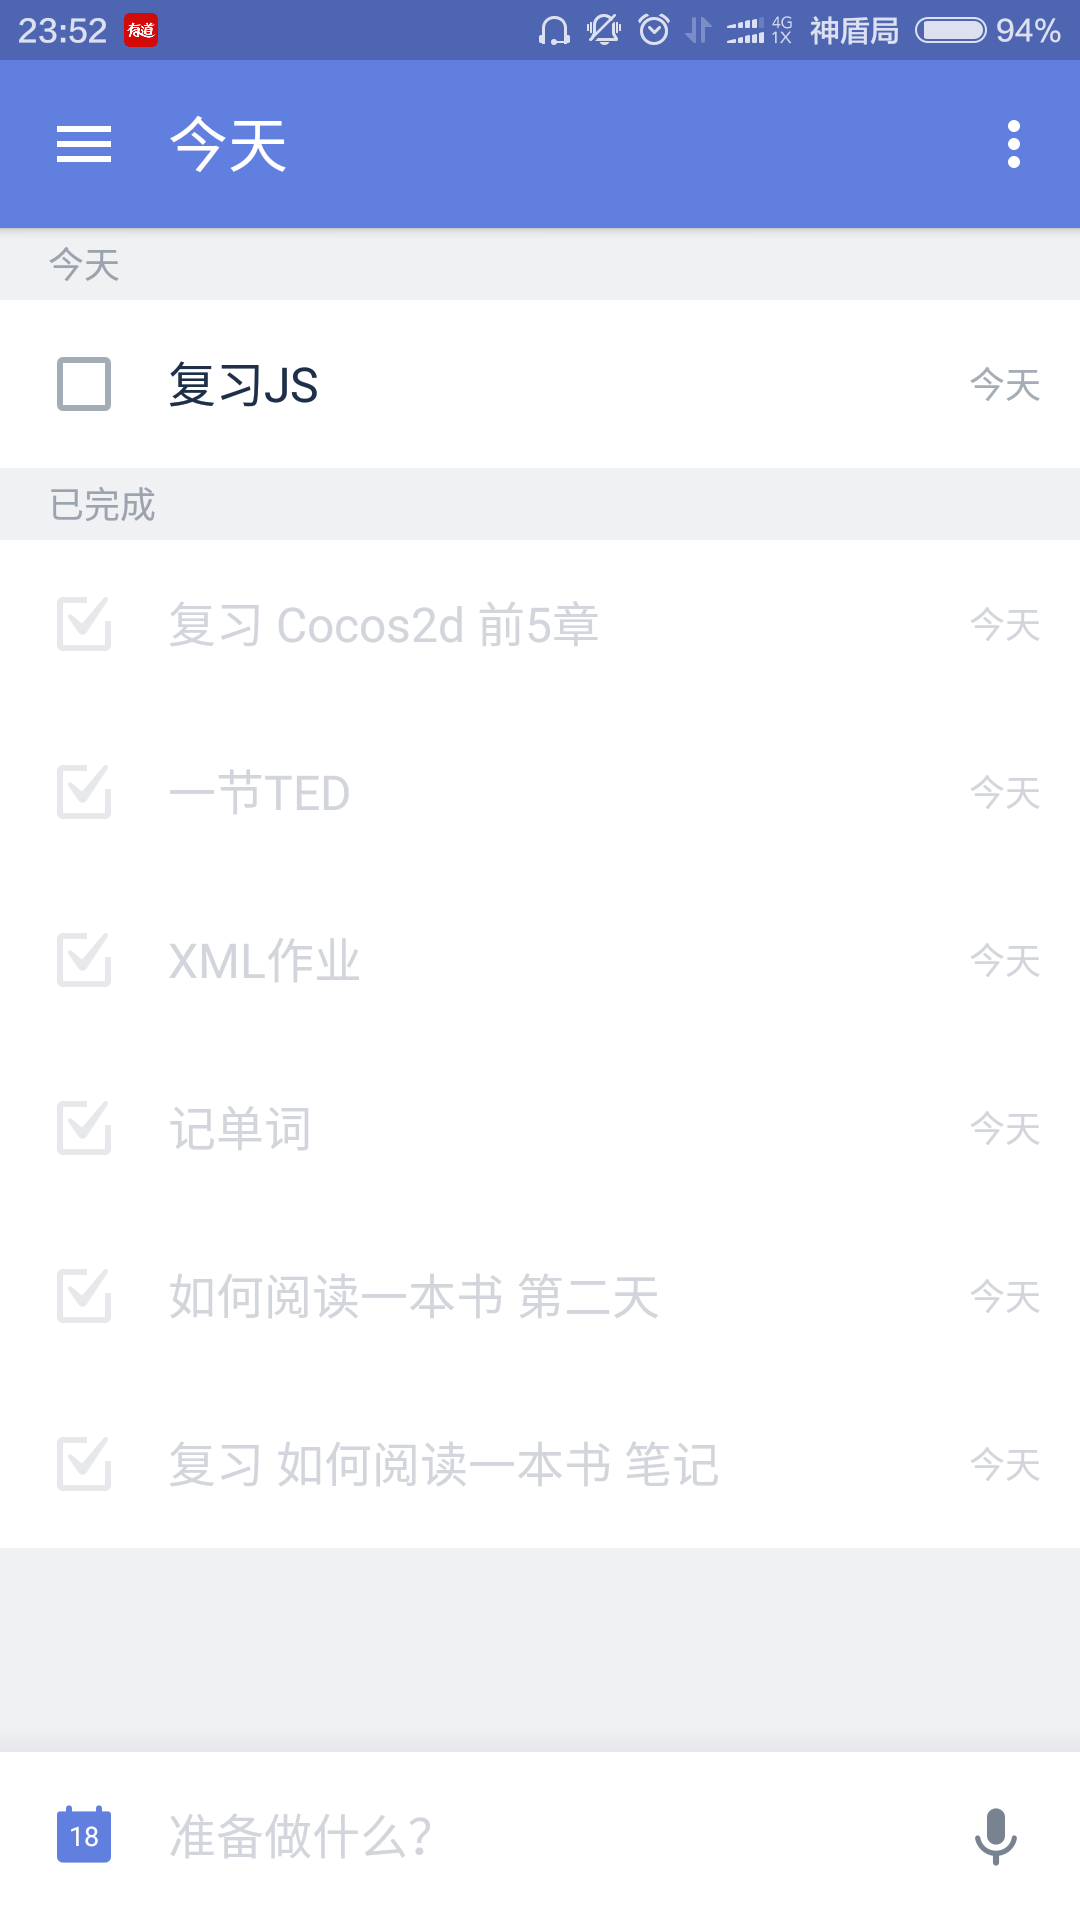 23:52 有道 4G 1X 神盾局 94%
今天
今天
复习JS 今天
已完成
复习 Cocos2d 前5章 今天
一节TED 今天
XML作业 今天
记单词 今天
如何阅读一本书 第二天 今天
复习 如何阅读一本书 笔记 今天
18 准备做什么？